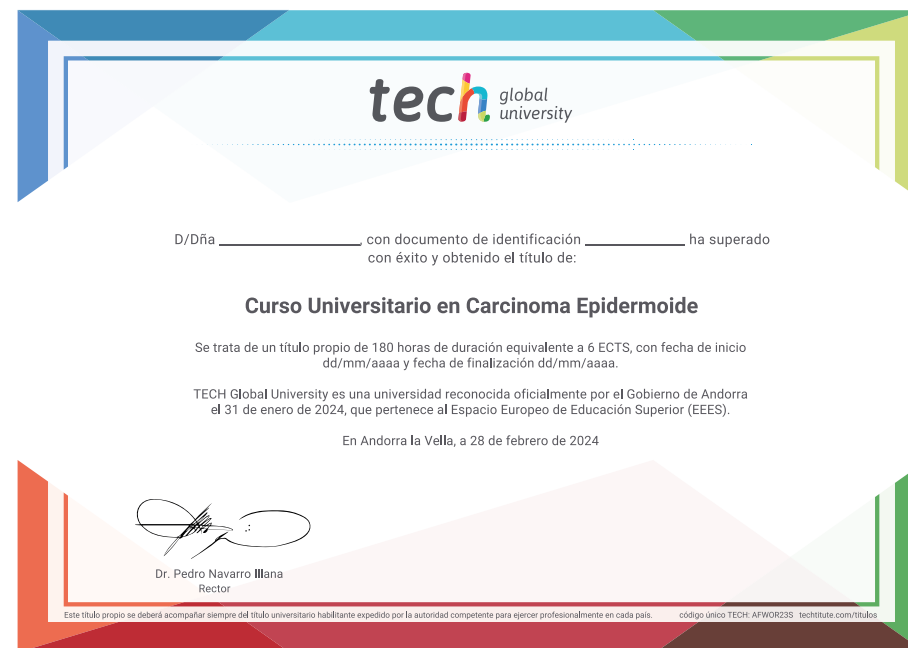 tech global university
D/Dña ______________, con documento de identificación __________ ha superado
con éxito y obtenido el título de:
Curso Universitario en Carcinoma Epidermoide
Se trata de un título propio de 180 horas de duración equivalente a 6 ECTS, con fecha de inicio
dd/mm/aaaa y fecha de finalización dd/mm/aaaa.
TECH Global University es una universidad reconocida oficialmente por el Gobierno de Andorra
el 31 de enero de 2024, que pertenece al Espacio Europeo de Educación Superior (EEES).
En Andorra la Vella, a 28 de febrero de 2024
Dr. Pedro Navarro Illana
Rector
Este título propio se deberá acompañar siempre del título universitario habilitante expedido por la autoridad competente para ejercer profesionalmente en cada país. código único TECH: AFWOR23S techtitute.com/titulos